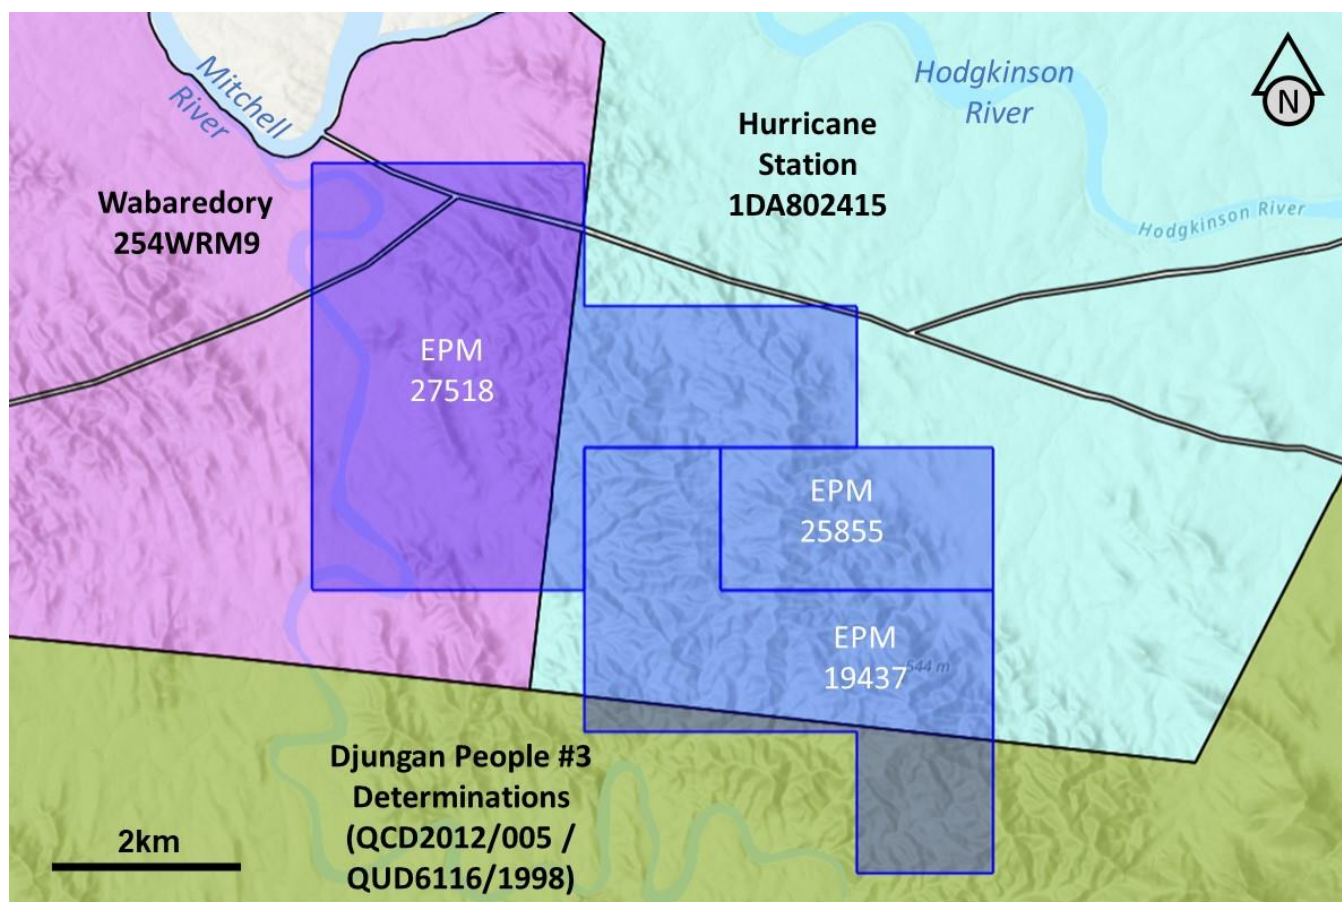 Mitchell
River
Hodgkinson
River
N
Hurricane
Station
1DA802415
Wabaredory
254WRM9
Hodgkinson River
EPM
27518
EPM
25855
EPM
19437
544 m
Djungan People #3
Determinations
(QCD2012/005 /
QUD6116/1998)
2km